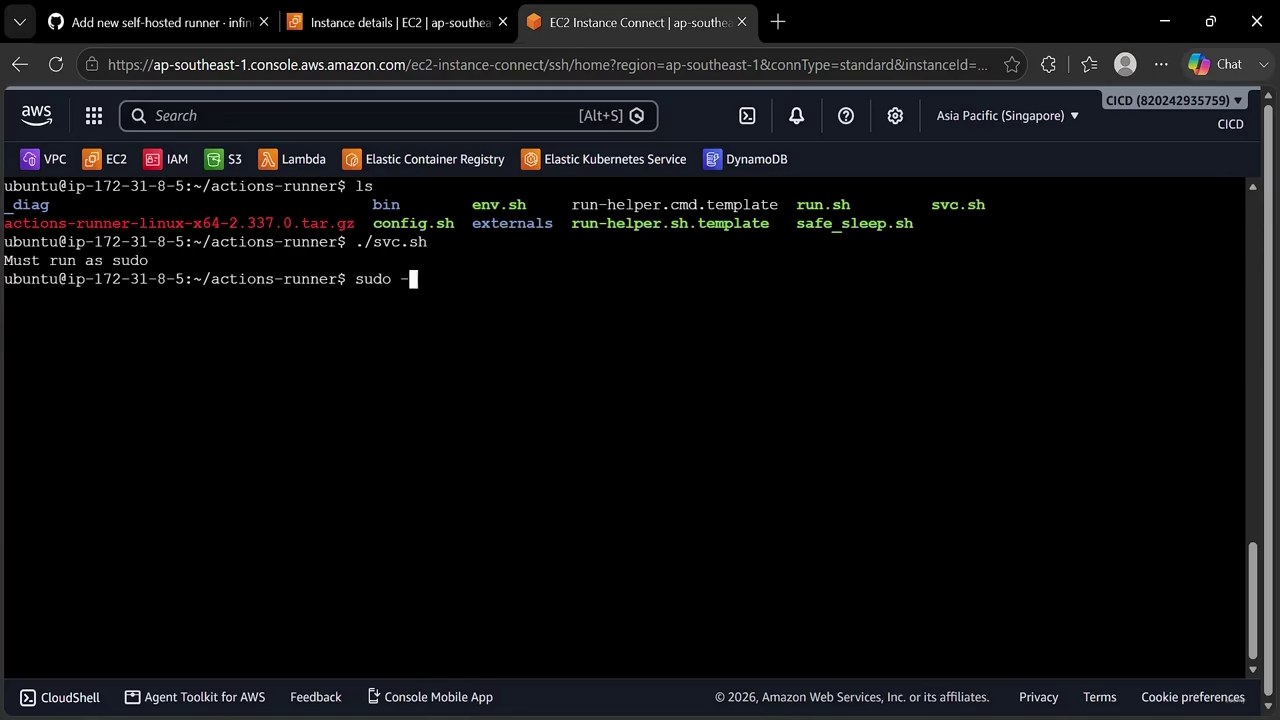 Add new self-hosted runner · infin
Instance details | EC2 | ap-southea
EC2 Instance Connect | ap-southea
https://ap-southeast-1.console.aws.amazon.com/ec2-instance-connect/ssh/home?region=ap-southeast-1&connType=standard&instanceId=...
Chat
aws
Search
[Alt+S]
Asia Pacific (Singapore)
CICD (820242935759)
CICD
VPC
EC2
IAM
S3
Lambda
Elastic Container Registry
Elastic Kubernetes Service
DynamoDB
ubuntu@ip-172-31-8-5:~/actions-runner$ ls
_diag bin env.sh run-helper.cmd.template run.sh svc.sh
actions-runner-linux-x64-2.337.0.tar.gz config.sh externals run-helper.sh.template safe_sleep.sh
ubuntu@ip-172-31-8-5:~/actions-runner$ ./svc.sh
Must run as sudo
ubuntu@ip-172-31-8-5:~/actions-runner$ sudo -
CloudShell
Agent Toolkit for AWS
Feedback
Console Mobile App
© 2026, Amazon Web Services, Inc. or its affiliates.
Privacy
Terms
Cookie preferences